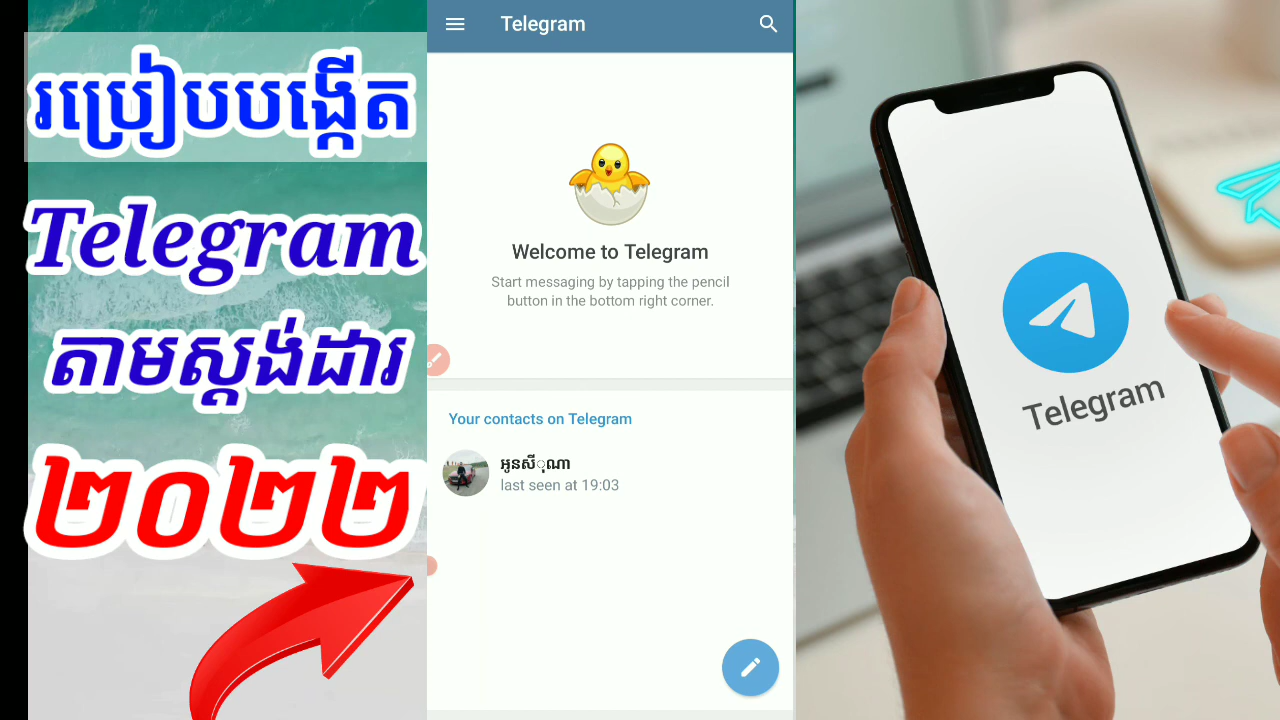 រប្រៀបបង្កើត
Telegram
តាមស្តង់ដារ
២០២២
Telegram
Welcome to Telegram
Start messaging by tapping the pencil
button in the bottom right corner.
Your contacts on Telegram
last seen at 19:03
Telegram